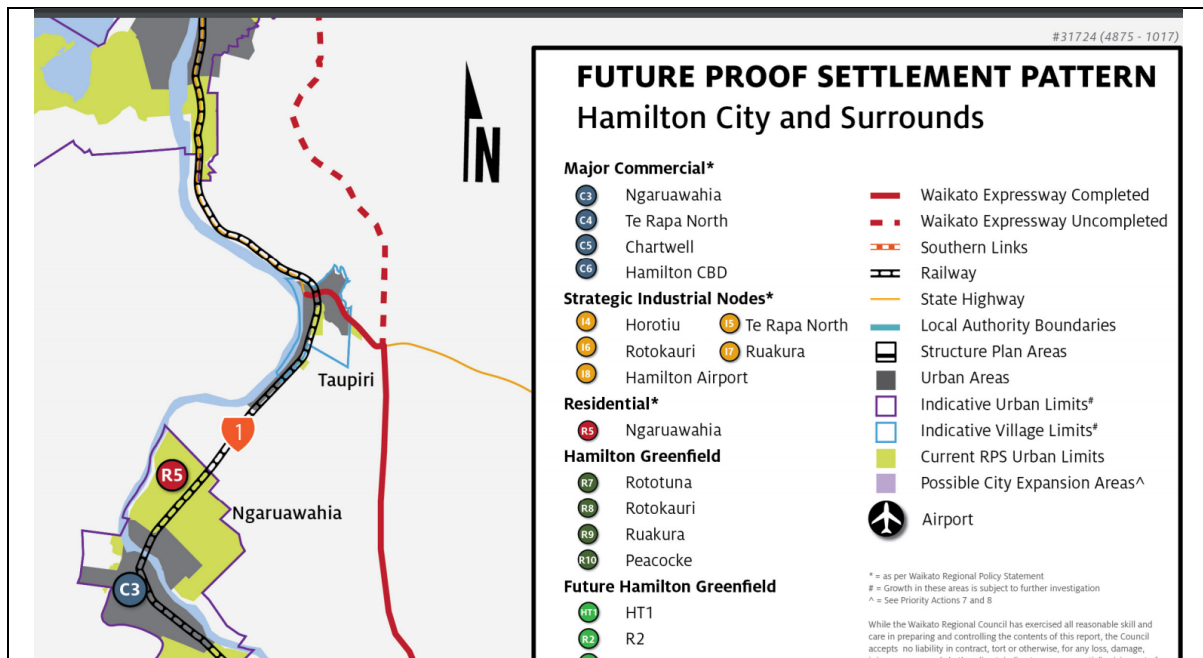 #31724 (4875 - 1017)
FUTURE PROOF SETTLEMENT PATTERN
Hamilton City and Surrounds
N
Major Commercial*
C3 Ngaruawahia
C4 Te Rapa North
C5 Chartwell
C6 Hamilton CBD
Strategic Industrial Nodes*
I4 Horotiu I5 Te Rapa North
I6 Rotokauri I7 Ruakura
I8 Hamilton Airport
Residential*
R5 Ngaruawahia
Hamilton Greenfield
R7 Rototuna
R8 Rotokauri
R9 Ruakura
R10 Peacocke
Future Hamilton Greenfield
HT1 HT1
R2 R2
Waikato Expressway Completed
Waikato Expressway Uncompleted
Southern Links
Railway
State Highway
Local Authority Boundaries
Structure Plan Areas
Urban Areas
Indicative Urban Limits#
Indicative Village Limits#
Current RPS Urban Limits
Possible City Expansion Areas^
Airport
* = as per Waikato Regional Policy Statement
# = Growth in these areas is subject to further investigation
^ = See Priority Actions 7 and 8
While the Waikato Regional Council has exercised all reasonable skill and
care in preparing and controlling the contents of this report, the Council
accepts no liability in contract, tort or otherwise, for any loss, damage,
Taupiri
1
R5
Ngaruawahia
C3